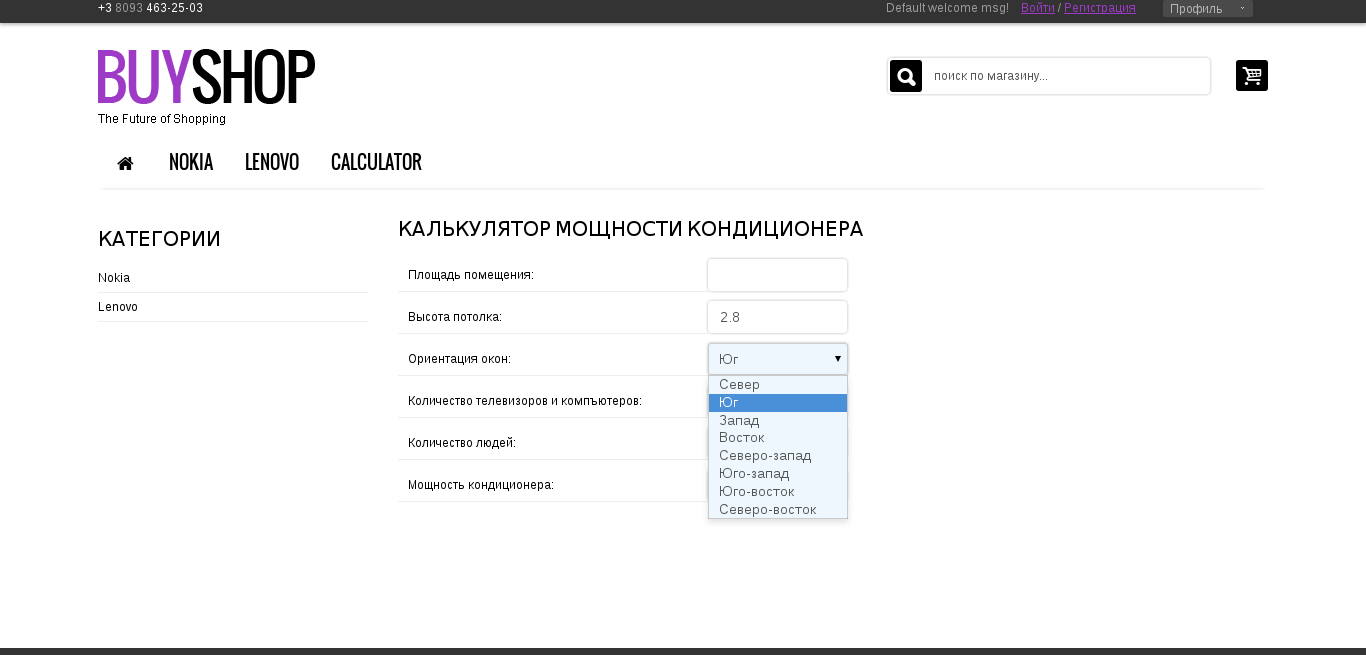 +3 8093 463-25-03
Default welcome msg! Войти / Регистрация Профиль
BUYSHOP
The Future of Shopping
поиск по магазину...
NOKIA LENOVO CALCULATOR
КАТЕГОРИИ
Nokia
Lenovo
КАЛЬКУЛЯТОР МОЩНОСТИ КОНДИЦИОНЕРА
Площадь помещения:
Высота потолка: 2.8
Ориентация окон: Юг
Север
Юг
Запад
Восток
Северо-запад
Юго-запад
Юго-восток
Северо-восток
Количество телевизоров и компъютеров:
Количество людей:
Мощность кондиционера: